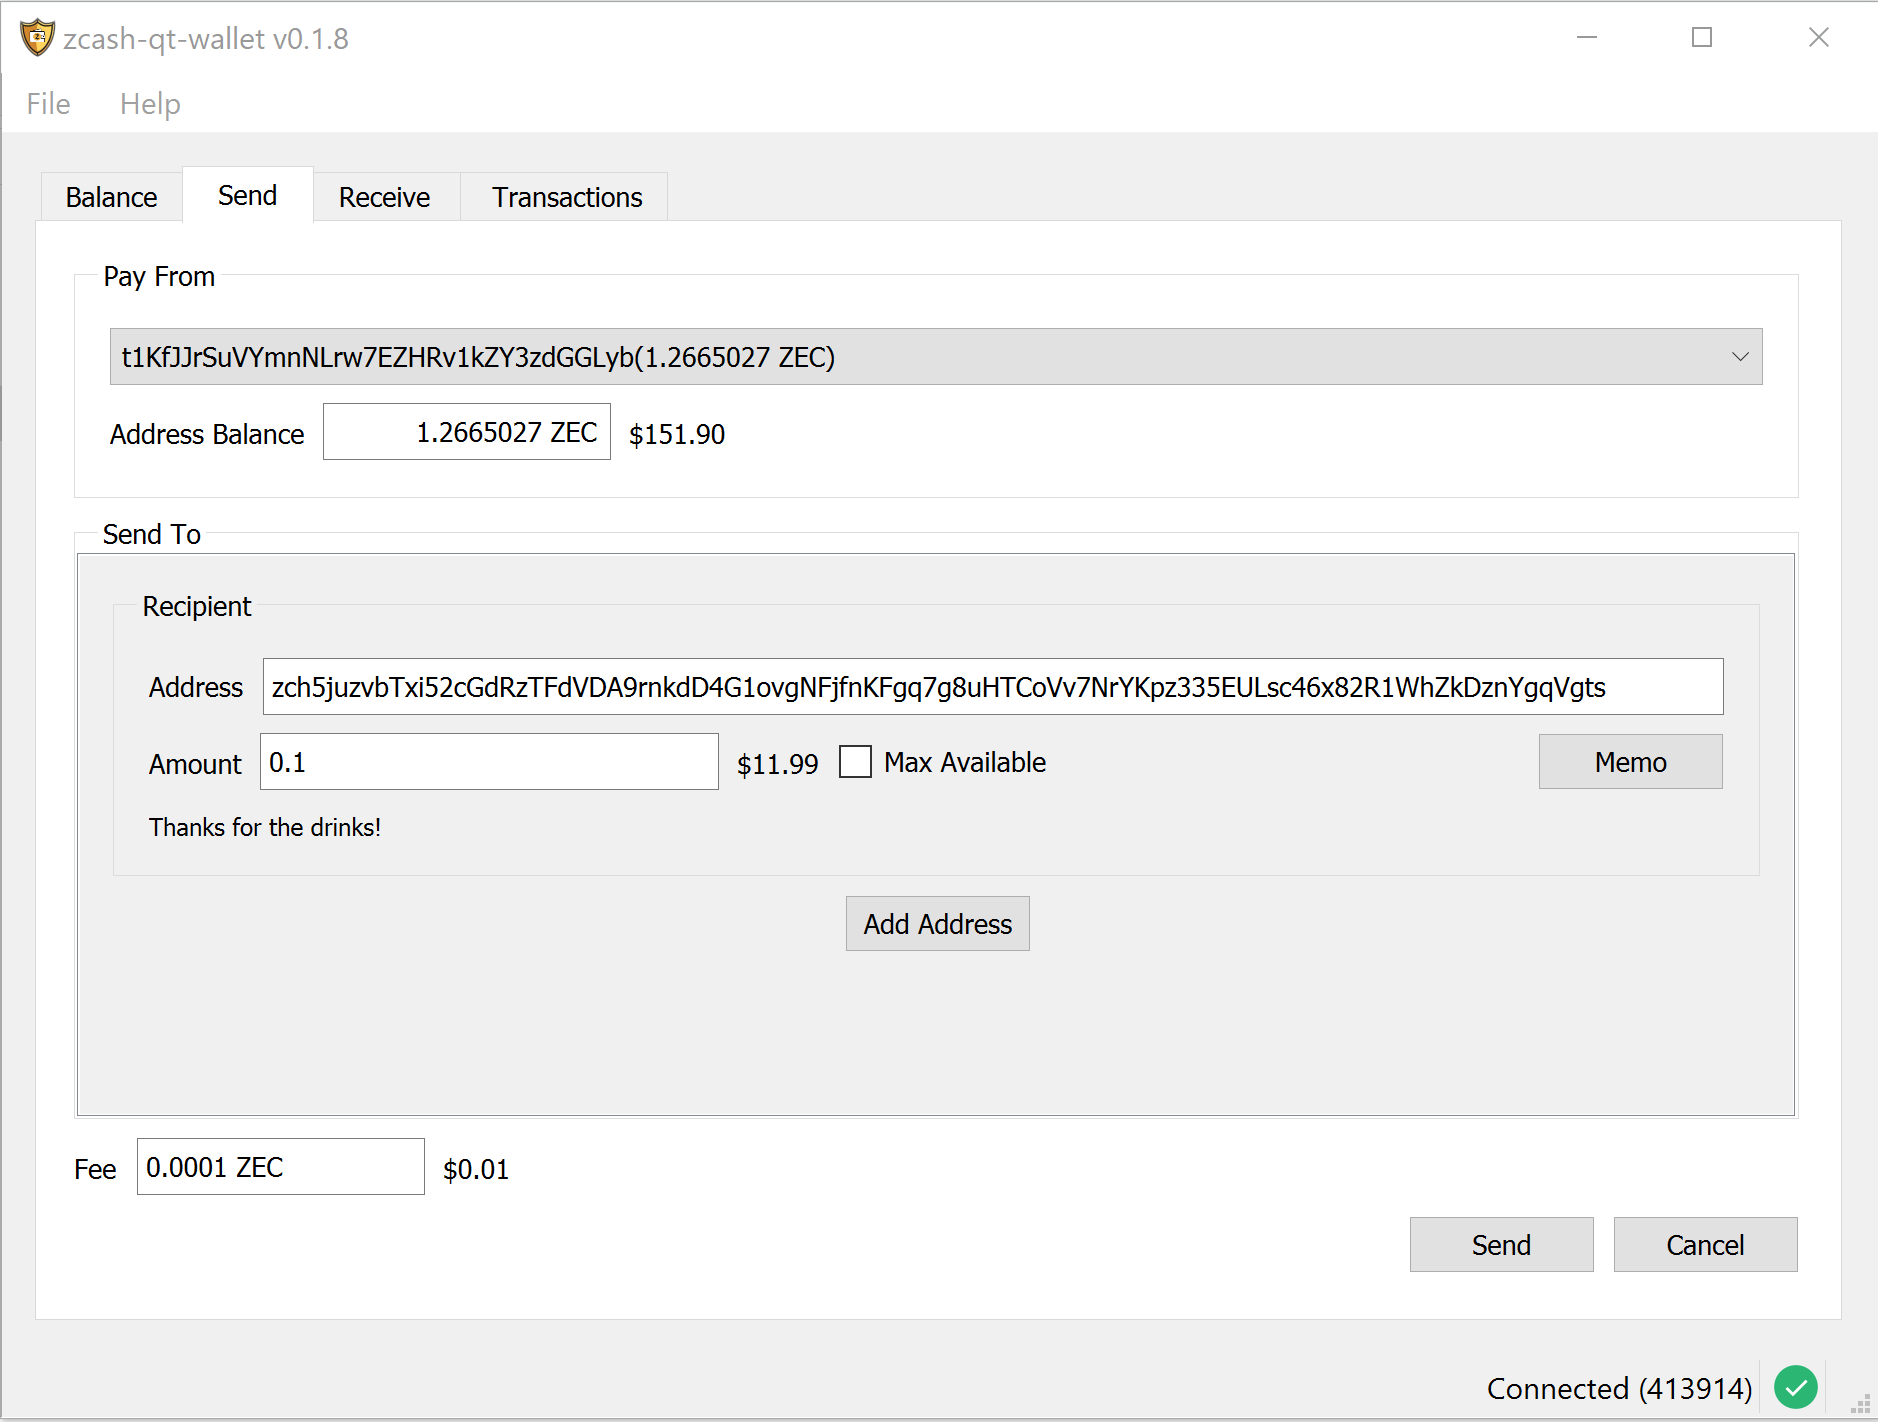 zcash-qt-wallet v0.1.8
File Help
Balance Send Receive Transactions
Pay From
t1KfJJrSuVYmnNLrw7EZHRv1kZY3zdGGLyb(1.2665027 ZEC)
Address Balance 1.2665027 ZEC $151.90
Send To
Recipient
Address zch5juzvbTxi52cGdRzTFdVDA9rnkdD4G1ovgNFjfnKFgq7g8uHTCoVv7NrYKpz335EULsc46x82R1WhZkDznYgqVgts
Amount 0.1 $11.99 Max Available Memo
Thanks for the drinks!
Add Address
Fee 0.0001 ZEC $0.01
Send Cancel
Connected (413914)